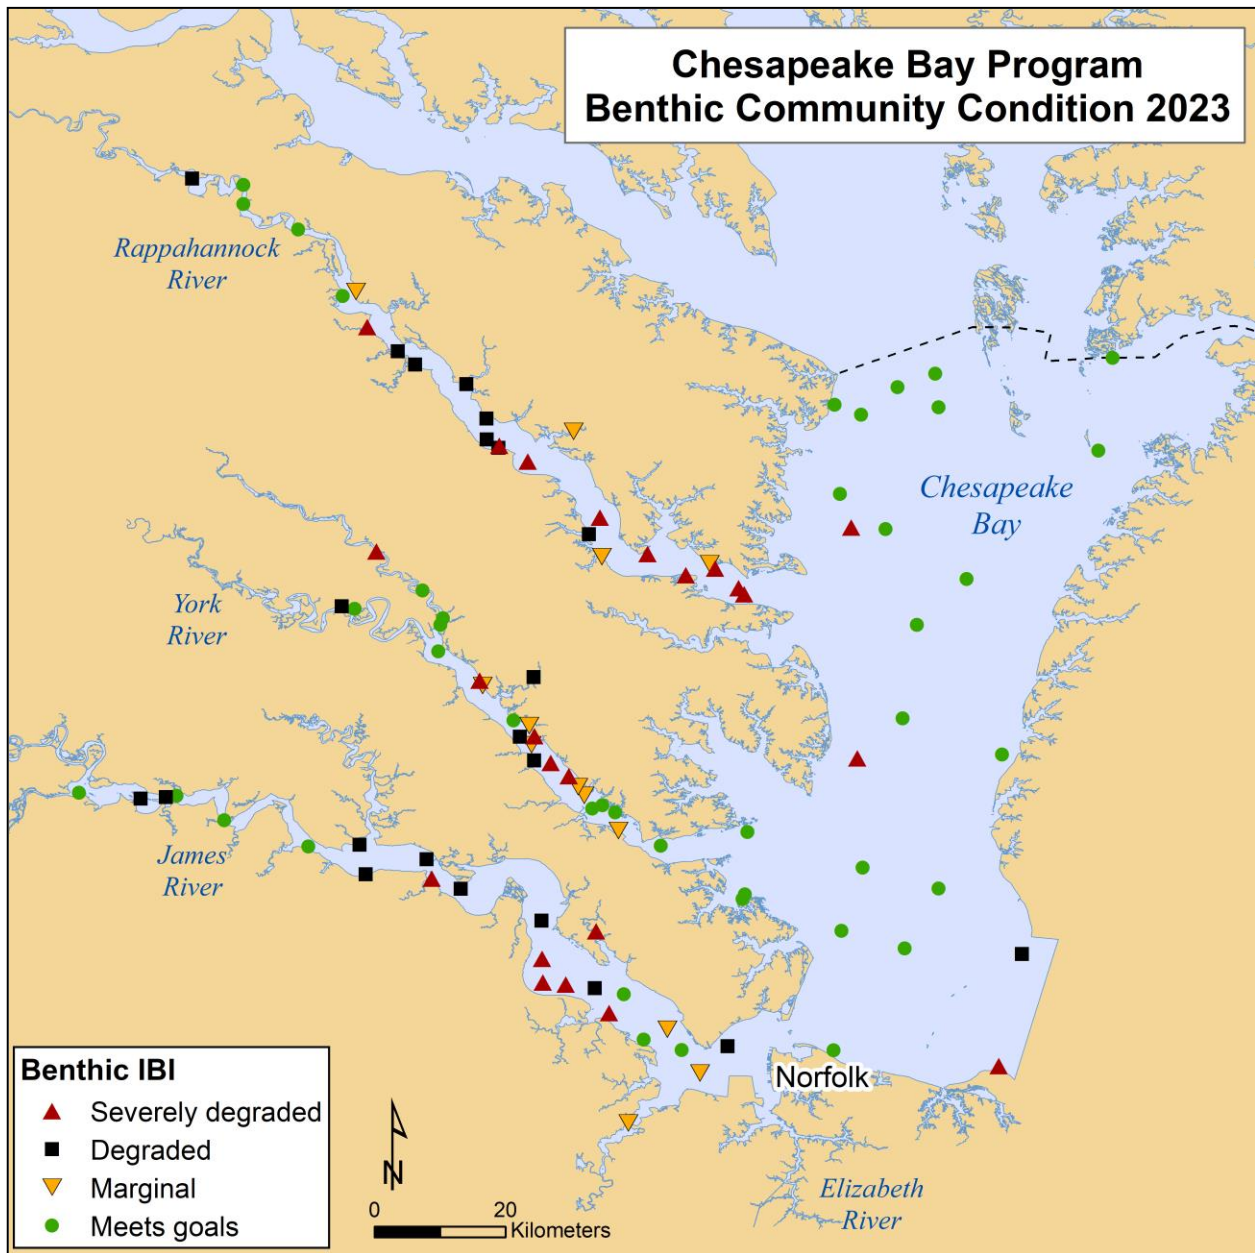 Chesapeake Bay Program
Benthic Community Condition 2023
Rappahannock
River
Chesapeake
Bay
York
River
James
River
Norfolk
Elizabeth
River
Benthic IBI
Severely degraded
Degraded
Marginal
Meets goals
N
0 20
Kilometers